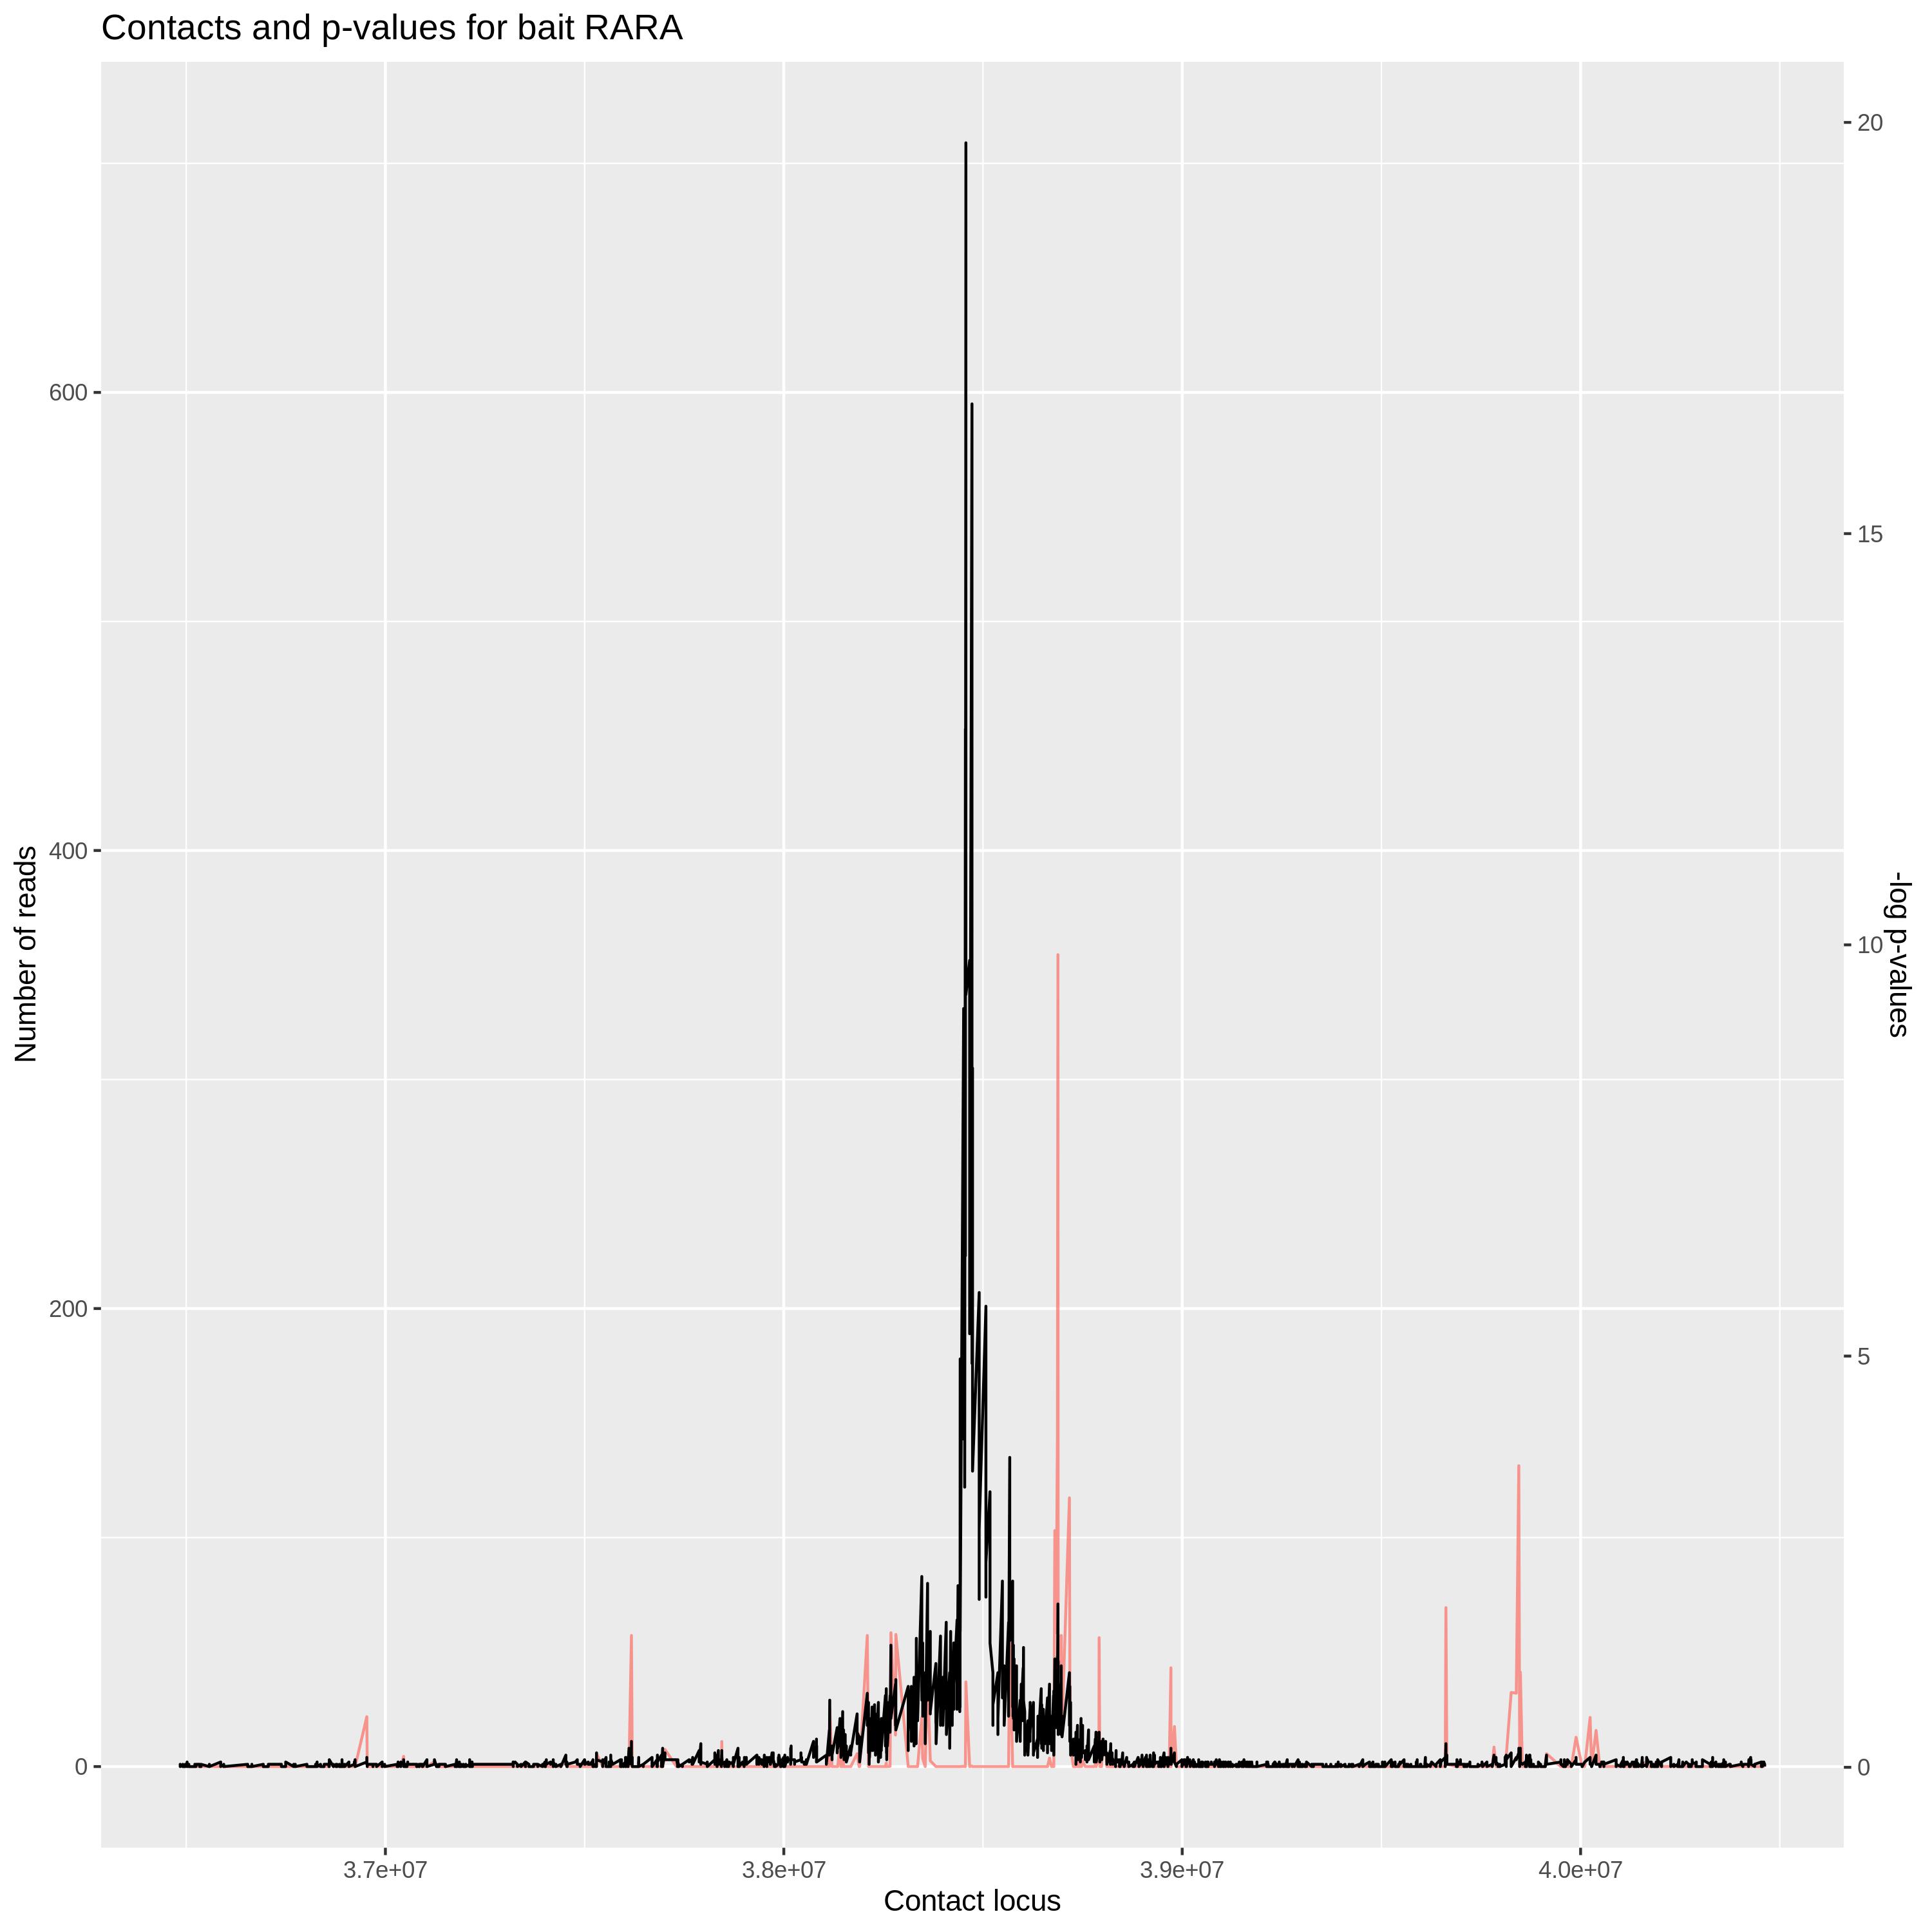 Contacts and p-values for bait RARA
20
600
15
400
10
Number of reads
-log p-values
200
5
0
0
3.7e+07
3.8e+07
3.9e+07
4.0e+07
Contact locus